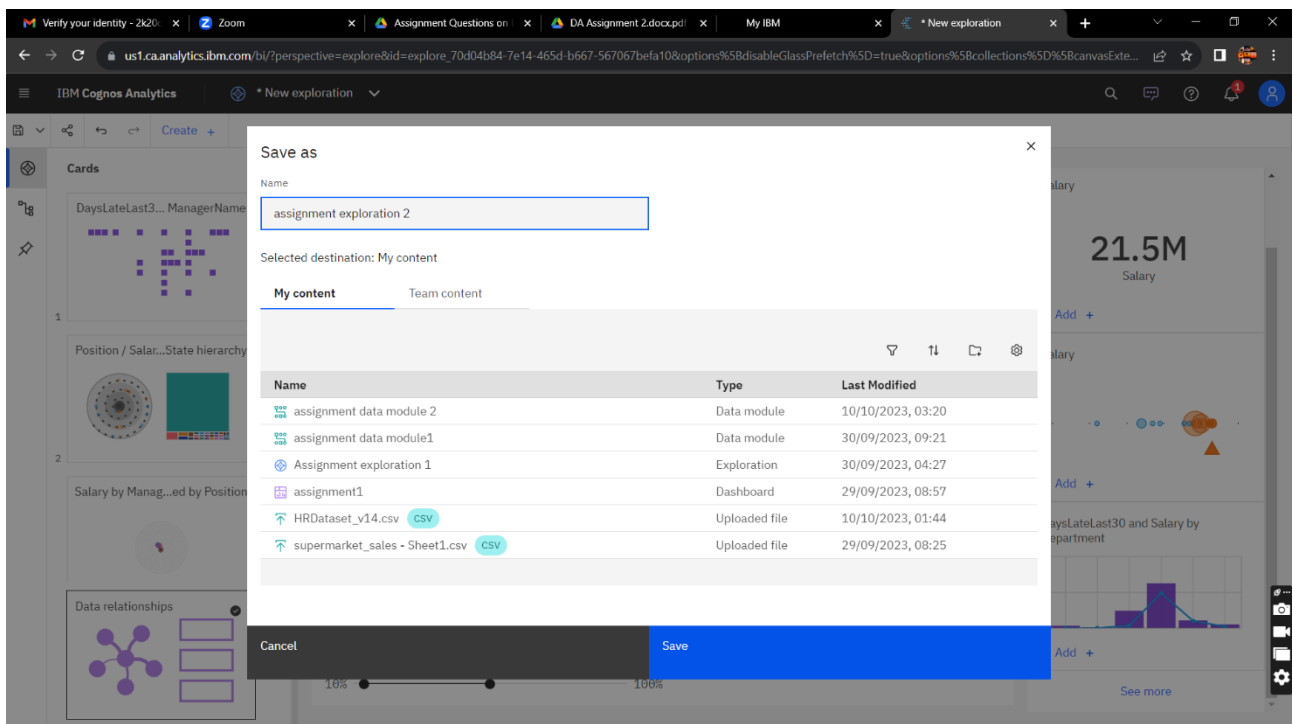 Verify your identity - 2k20c
Zoom
Assignment Questions on
DA Assignment 2.docx.pdf
My IBM
* New exploration
us1.ca.analytics.ibm.com/bi/?perspective=explore&id=explore_70d04b84-7e14-465d-b667-567067befa10&options%5BdisableGlassPrefetch%5D=true&options%5Bcollections%5D%5BcanvasExte...
IBM Cognos Analytics
* New exploration
1
Create +
Cards
DaysLateLast3... ManagerName
1
Position / Salar...State hierarchy
2
Salary by Manag...ed by Position
Data relationships
Save as
Name
assignment exploration 2
Selected destination: My content
My content Team content
Name Type Last Modified
assignment data module 2 Data module 10/10/2023, 03:20
assignment data module1 Data module 30/09/2023, 09:21
Assignment exploration 1 Exploration 30/09/2023, 04:27
assignment1 Dashboard 29/09/2023, 08:57
HRDataset_v14.csv CSV Uploaded file 10/10/2023, 01:44
supermarket_sales - Sheet1.csv CSV Uploaded file 29/09/2023, 08:25
Cancel
Save
10% 100%
alary
21.5M
Salary
Add +
alary
Add +
aysLateLast30 and Salary by
epartment
Add +
See more